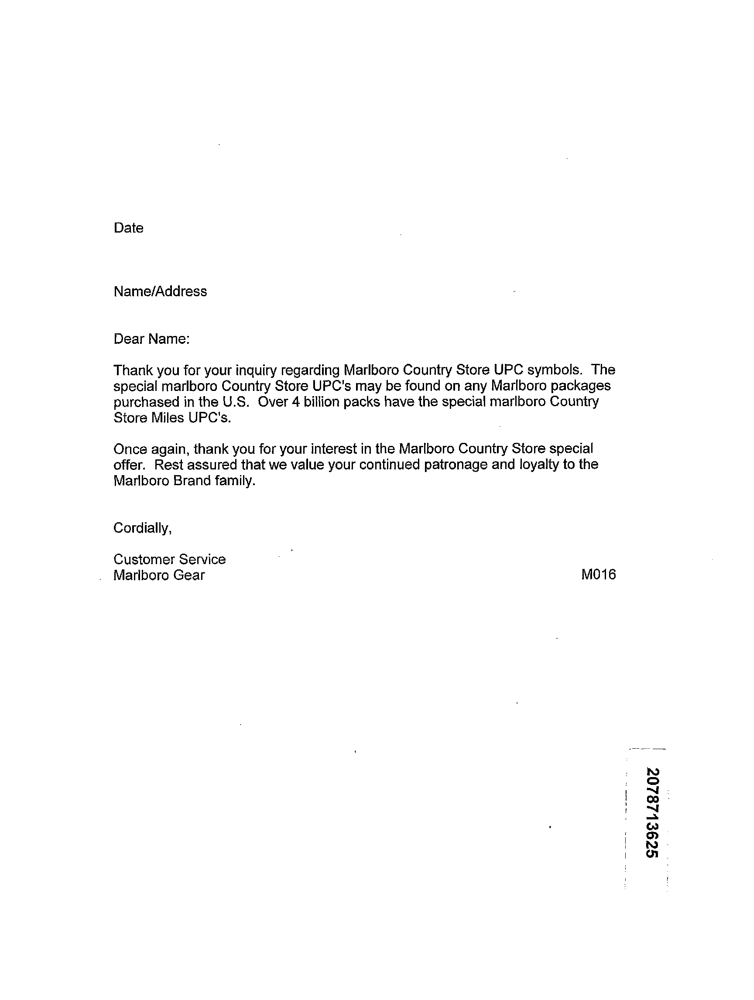 Date
Name/Address
Dear Name:
Thank you for your inquiry regarding Marlboro Country Store UPC symbols.  The
special marlboro Country Store UPC's may be found on any Marlboro packages
purchased in the U.S.  Over 4 billion packs have the special marlboro Country
Store Miles UPC's.
Once again, thank you for your interest in the Marlboro Country Store special
offer.  Rest assured that we value your continued patronage and loyalty to the
Marlboro Brand family.
Cordially,
Customer Service
Marlboro Gear M016
2078713625